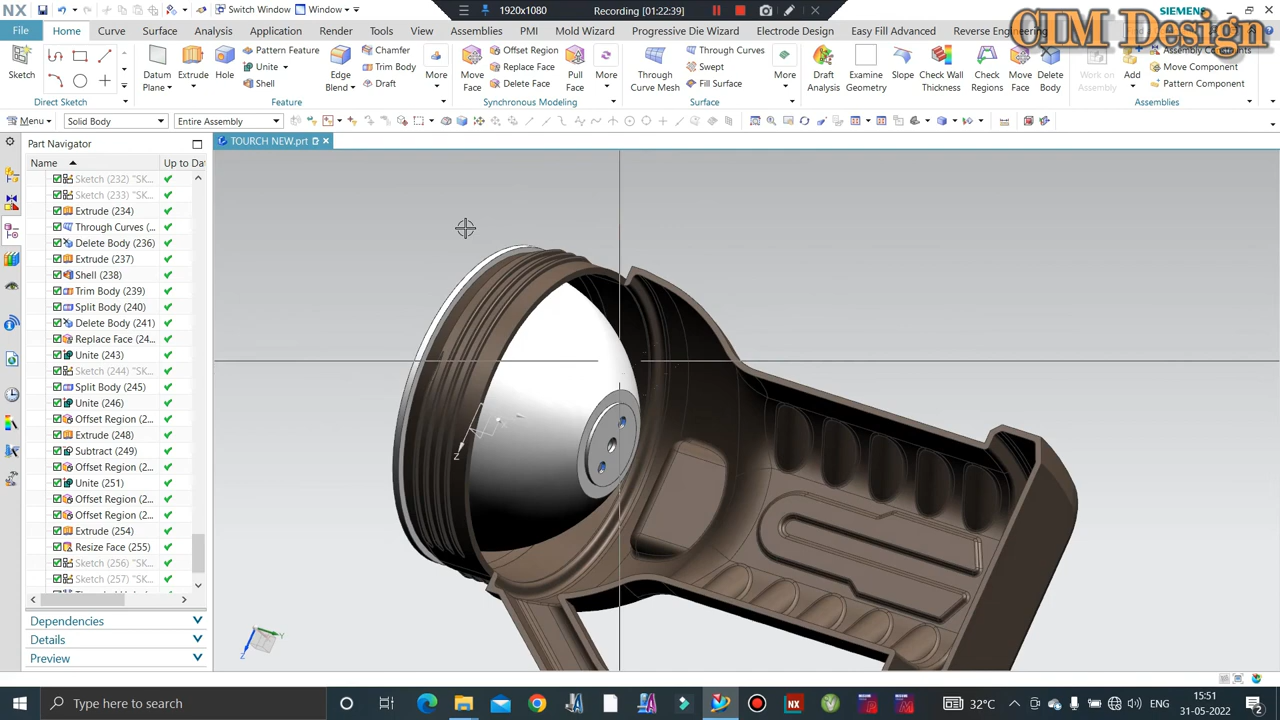 NX
Switch Window
Window
1920x1080
Recording [01:22:39]
SIEMENS
CIM Design
File
Home
Curve
Surface
Analysis
Application
Render
Tools
View
Assemblies
PMI
Mold Wizard
Progressive Die Wizard
Electrode Design
Easy Fill Advanced
Reverse Engineering
Sketch
Datum Plane
Extrude
Hole
Pattern Feature
Unite
Shell
Edge Blend
Chamfer
Trim Body
Draft
More
Move Face
Offset Region
Replace Face
Delete Face
Pull Face
More
Through Curve Mesh
Through Curves
Swept
Fill Surface
More
Draft Analysis
Examine Geometry
Slope
Check Wall Thickness
Check Regions
Move Face
Delete Body
Work on Assembly
Add
Assembly Constraints
Move Component
Pattern Component
Direct Sketch
Feature
Synchronous Modeling
Surface
Assemblies
Menu
Solid Body
Entire Assembly
Part Navigator
TOURCH NEW.prt
Name
Up to Dat
Sketch (232) "SK...
Sketch (233) "SK...
Extrude (234)
Through Curves (...
Delete Body (236)
Extrude (237)
Shell (238)
Trim Body (239)
Split Body (240)
Delete Body (241)
Replace Face (24...
Unite (243)
Sketch (244) "SK...
Split Body (245)
Unite (246)
Offset Region (2...
Extrude (248)
Subtract (249)
Offset Region (2...
Unite (251)
Offset Region (2...
Offset Region (2...
Extrude (254)
Resize Face (255)
Sketch (256) "SK...
Sketch (257) "SK...
Dependencies
Details
Preview
Z
Y
Z
Type here to search
32°C
ENG
15:51
31-05-2022
2